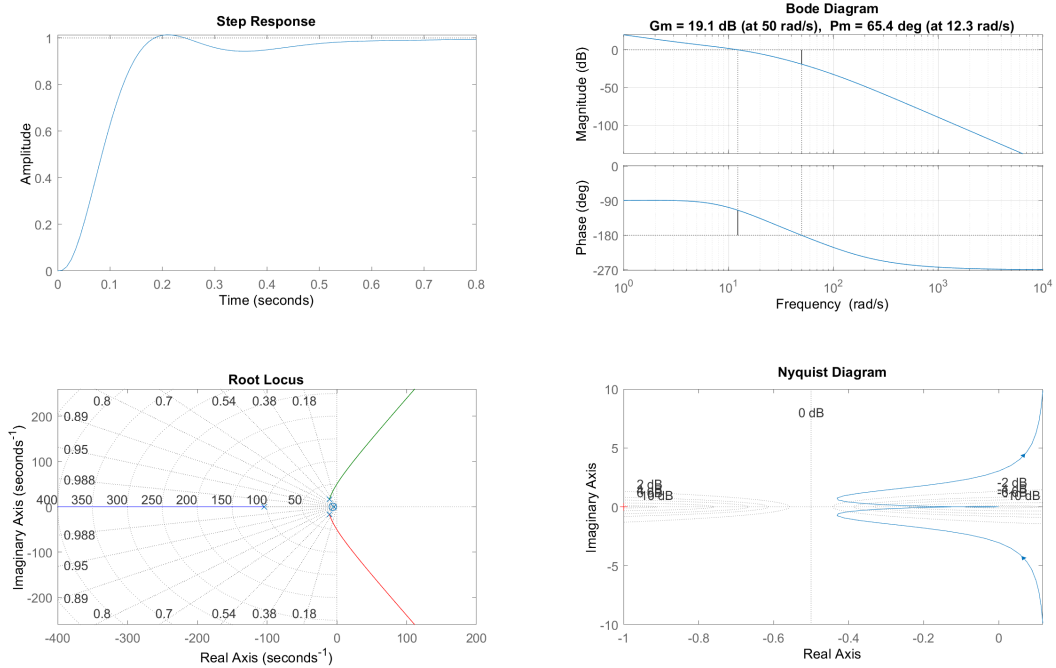 Step Response
1
0.8
0.6
0.4
0.2
0
Amplitude
0 0.1 0.2 0.3 0.4 0.5 0.6 0.7 0.8
Time (seconds)
Bode Diagram
Gm = 19.1 dB (at 50 rad/s), Pm = 65.4 deg (at 12.3 rad/s)
0
-50
-100
Magnitude (dB)
0
-90
-180
-270
Phase (deg)
10^0 10^1 10^2 10^3 10^4
Frequency (rad/s)
Root Locus
0.8 0.7 0.54 0.38 0.18
0.89
0.95
0.988
400 350 300 250 200 150 100 50
0.988
0.95
0.89
0.8 0.7 0.54 0.38 0.18
200
100
0
-100
-200
Imaginary Axis (seconds^-1)
-400 -300 -200 -100 0 100 200
Real Axis (seconds^-1)
Nyquist Diagram
0 dB
2 dB
-2 dB
10 dB
-10 dB
10
5
0
-5
-10
Imaginary Axis
-1 -0.8 -0.6 -0.4 -0.2 0
Real Axis